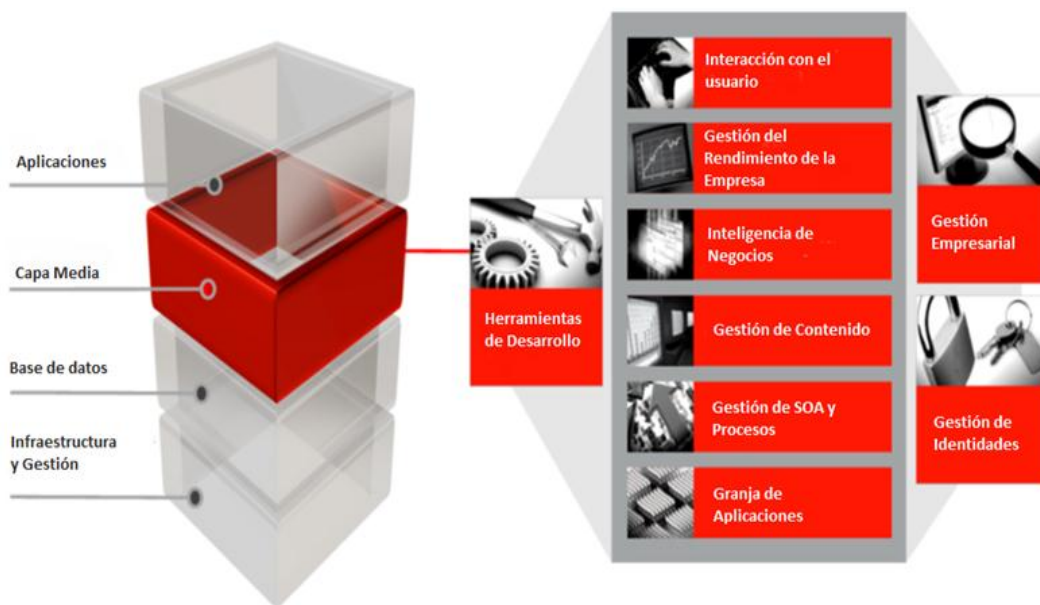 Aplicaciones
Capa Media
Base de datos
Infraestructura
y Gestión
Herramientas
de Desarrollo
Interacción con el
usuario
Gestión del
Rendimiento de la
Empresa
Inteligencia de
Negocios
Gestión de Contenido
Gestión de SOA y
Procesos
Granja de
Aplicaciones
Gestión
Empresarial
Gestión de
Identidades